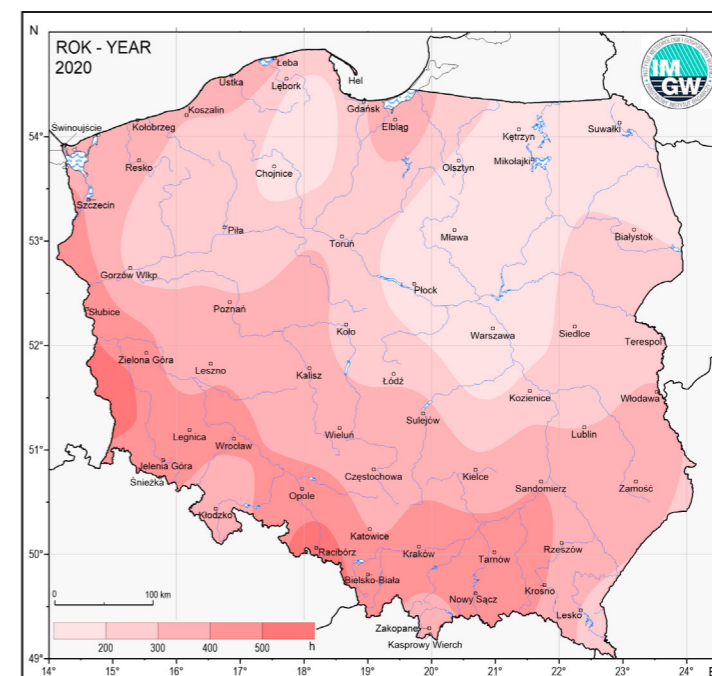 N
ROK - YEAR
2020
IM
GW
Łeba
Hel
Ustka
Lębork
Gdańsk
Koszalin
Elbląg
Kołobrzeg
Świnoujście
Suwałki
Kętrzyn
54°
Resko
Chojnice
Olsztyn
Mikołajki
Szczecin
Piła
Toruń
Mława
Białystok
53°
Gorzów Wlkp
Płock
Słubice
Poznań
Koło
Warszawa
Siedlce
Terespol
52°
Zielona Góra
Leszno
Kalisz
Łódź
Kozienice
Włodawa
Sulejów
Legnica
Wrocław
Wieluń
Lublin
51°
Jelenia Góra
Śnieżka
Opole
Częstochowa
Kielce
Sandomierz
Zamość
Kłodzko
Katowice
Racibórz
Kraków
Tarnów
Rzeszów
50°
Bielsko-Biała
Nowy Sącz
Krosno
Lesko
0 100 km
Zakopane
Kasprowy Wierch
200 300 400 500 h
49°
14° 15° 16° 17° 18° 19° 20° 21° 22° 23° 24° E